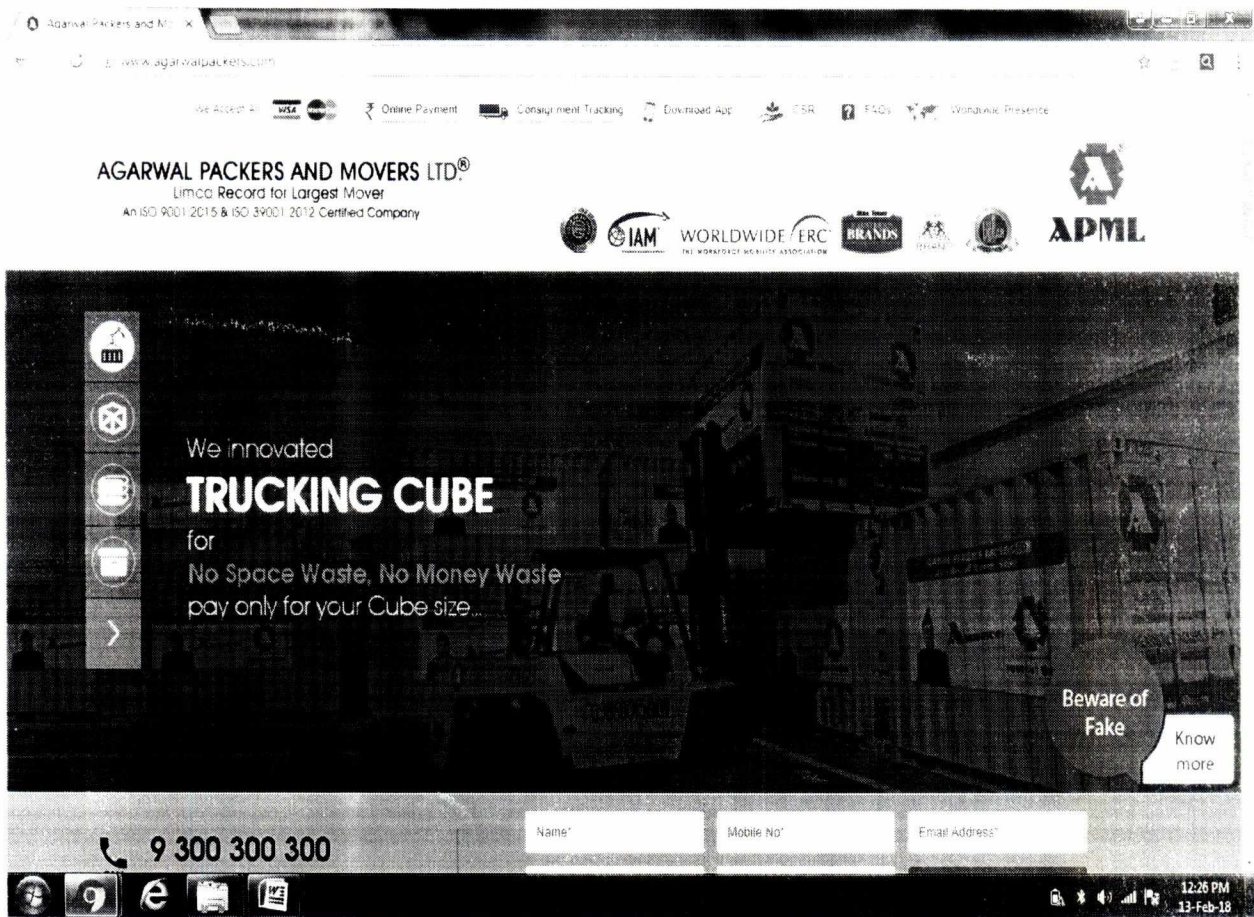 Agarwal Packers and Mo
www.agarwalpackers.com
We Accept All VISA Online Payment Consignment Tracking Download App CSR FAQs Worldwide Presence
AGARWAL PACKERS AND MOVERS LTD.®
Limca Record for Largest Mover
An ISO 9001 2015 & ISO 39001 2012 Certified Company
IAM
WORLDWIDE ERC
THE WORKFORCE MOBILITY ASSOCIATION
BRANDS
APML
We innovated
TRUCKING CUBE
for
No Space Waste, No Money Waste
pay only for your Cube size...
Beware of
Fake
Know
more
9 300 300 300
Name*
Mobile No*
Email Address*
12:26 PM
13-Feb-18